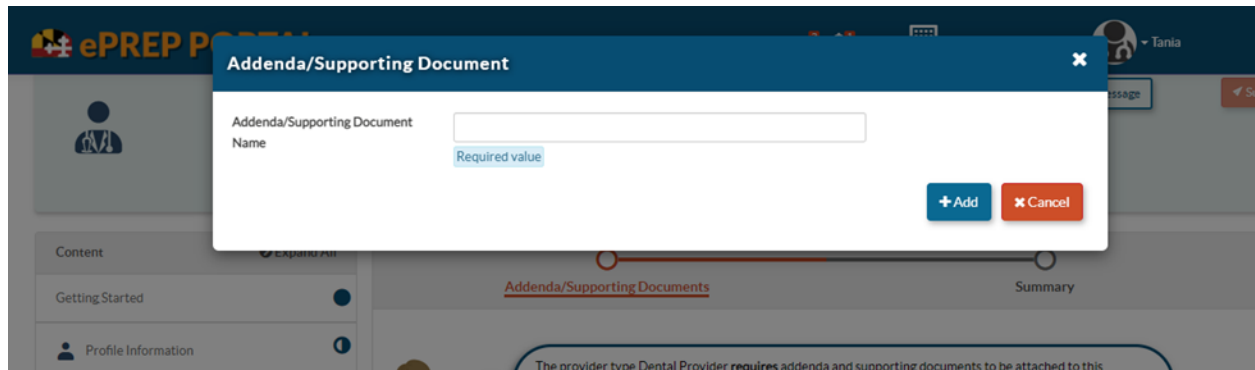 ePREP P
Tania
Addenda/Supporting Document
Addenda/Supporting Document
Name
Required value
Add
Cancel
Content
Expand All
Getting Started
Addenda/Supporting Documents
Summary
Profile Information
The provider type Dental Provider requires addenda and supporting documents to be attached to this